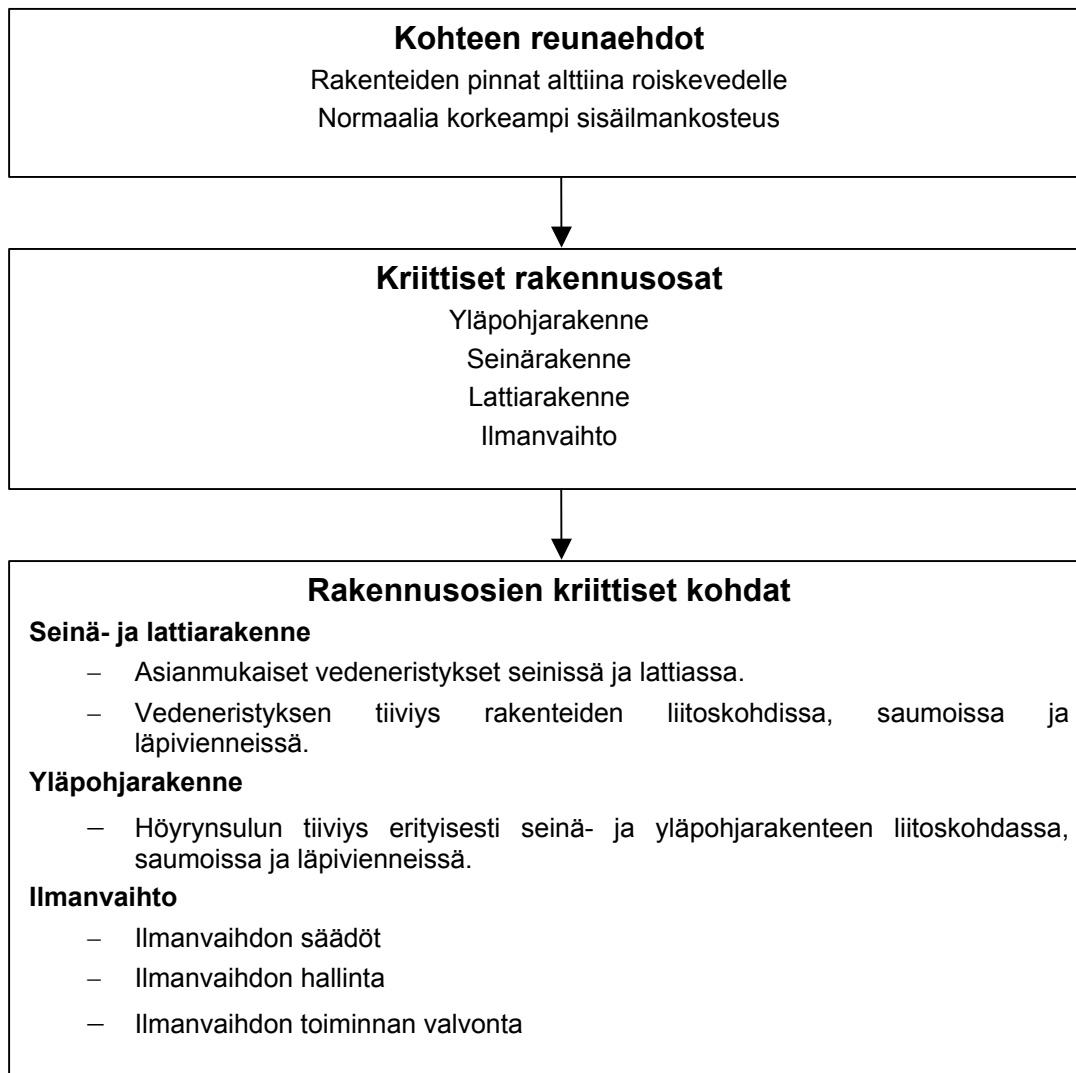 Kohteen reunaehdot
Rakenteiden pinnat alttiina roiskevedelle
Normaalia korkeampi sisäilmankosteus
Kriittiset rakennusosat
Yläpohjarakenne
Seinärakenne
Lattiarakenne
Ilmanvaihto
Rakennusosien kriittiset kohdat
Seinä- ja lattiarakenne
– Asianmukaiset vedeneristykset seinissä ja lattiassa.
– Vedeneristyksen tiiviys rakenteiden liitoskohdissa, saumoissa ja
läpivienneissä.
Yläpohjarakenne
– Höyrynsulun tiiviys erityisesti seinä- ja yläpohjarakenteen liitoskohdassa,
saumoissa ja läpivienneissä.
Ilmanvaihto
– Ilmanvaihdon säädöt
– Ilmanvaihdon hallinta
– Ilmanvaihdon toiminnan valvonta